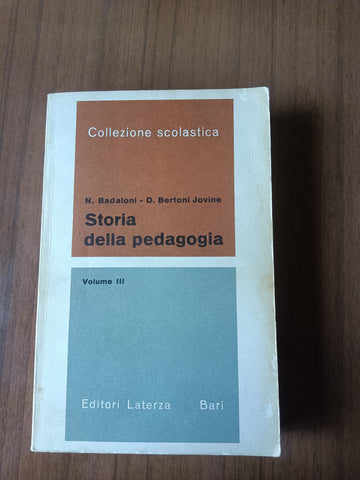 Collezione scolastica
N. Badaloni - D. Bertoni Jovine
Storia
della pedagogia
Volume III
Editori Laterza Bari